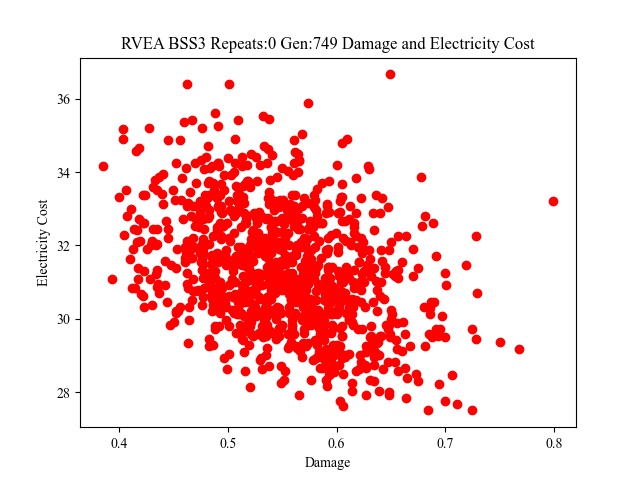 RVEA BSS3 Repeats:0 Gen:749 Damage and Electricity Cost
36
34
32
30
28
Electricity Cost
0.4 0.5 0.6 0.7 0.8
Damage